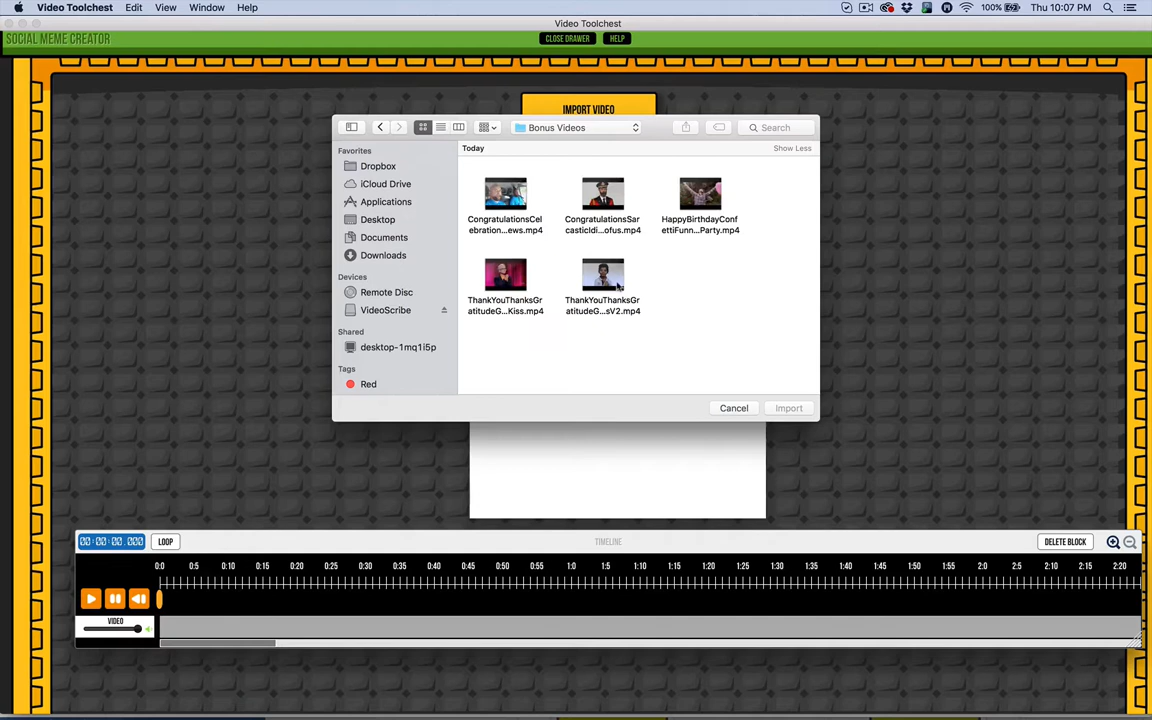 Video Toolchest Edit View Window Help 100% Thu 10:07 PM
Video Toolchest
SOCIAL MEME CREATOR CLOSE DRAWER HELP
IMPORT VIDEO
Bonus Videos Search
Favorites
Dropbox
iCloud Drive
Applications
Desktop
Documents
Downloads
Devices
Remote Disc
VideoScribe
Shared
desktop-1mq1i5p
Tags
Red
Today Show Less
CongratulationsCel
ebration...ews.mp4
CongratulationsSar
casticIdi...ofus.mp4
HappyBirthdayConf
ettiFunn...Party.mp4
ThankYouThanksGr
atitudeG...Kiss.mp4
ThankYouThanksGr
atitudeG...sV2.mp4
Cancel Import
00:00:00.000 LOOP TIMELINE DELETE BLOCK
0:0 0:5 0:10 0:15 0:20 0:25 0:30 0:35 0:40 0:45 0:50 0:55 1:0 1:5 1:10 1:15 1:20 1:25 1:30 1:35 1:40 1:45 1:50 1:55 2:0 2:5 2:10 2:15 2:20
VIDEO